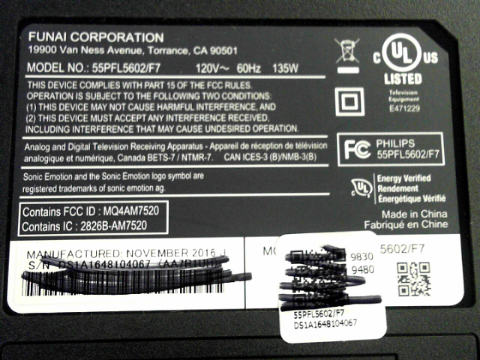 FUNAI CORPORATION
19900 Van Ness Avenue, Torrance, CA 90501
MODEL NO.: 55PFL5602/F7 120V~ 60Hz 135W
THIS DEVICE COMPLIES WITH PART 15 OF THE FCC RULES.
OPERATION IS SUBJECT TO THE FOLLOWING TWO CONDITIONS:
(1) THIS DEVICE MAY NOT CAUSE HARMFUL INTERFERENCE, AND
(2) THIS DEVICE MUST ACCEPT ANY INTERFERENCE RECEIVED,
INCLUDING INTERFERENCE THAT MAY CAUSE UNDESIRED OPERATION.
Analog and Digital Television Receiving Apparatus - Appareil de réception de télévision
analogique et numérique, Canada BETS-7 / NTMR-7. CAN ICES-3 (B)/NMB-3(B)
Sonic Emotion and the Sonic Emotion logo symbol are
registered trademarks of sonic emotion ag.
Contains FCC ID : MQ4AM7520
Contains IC : 2826B-AM7520
C UL US
LISTED
Television
Equipment
E471229
FC PHILIPS
55PFL5602/F7
Energy Verified
Rendement
Énergétique Vérifié
Made in China
Fabriqué en Chine
MANUFACTURED: NOVEMBER 2016
S/N DS1A1648104067
5602/F7
9830
9480
55PFL5602/F7
DS1A1648104067